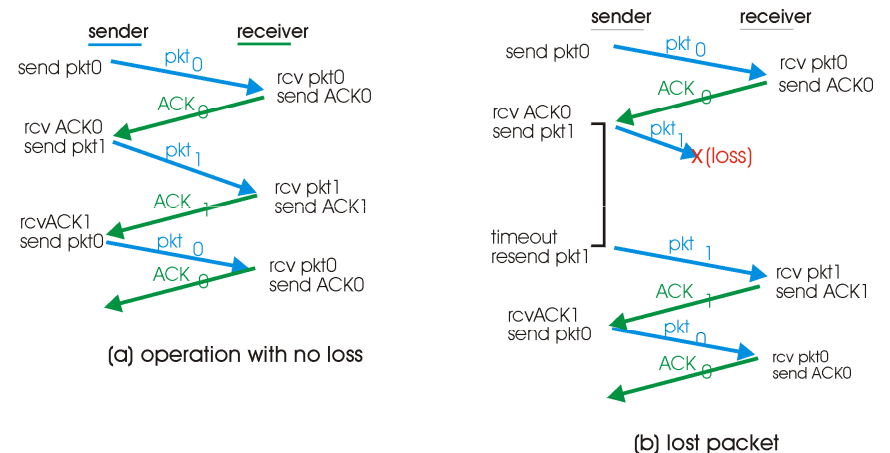 sender receiver
send pkt0
pkt 0
rcv pkt0
send ACK0
ACK 0
rcv ACK0
send pkt1
pkt 1
rcv pkt1
send ACK1
ACK 1
rcvACK1
send pkt0
pkt 0
rcv pkt0
send ACK0
ACK 0
(a) operation with no loss
sender receiver
send pkt0
pkt 0
rcv pkt0
send ACK0
ACK 0
rcv ACK0
send pkt1
pkt 1
X (loss)
timeout
resend pkt1
pkt 1
rcv pkt1
send ACK1
ACK 1
rcvACK1
send pkt0
pkt 0
rcv pkt0
send ACK0
ACK 0
(b) lost packet